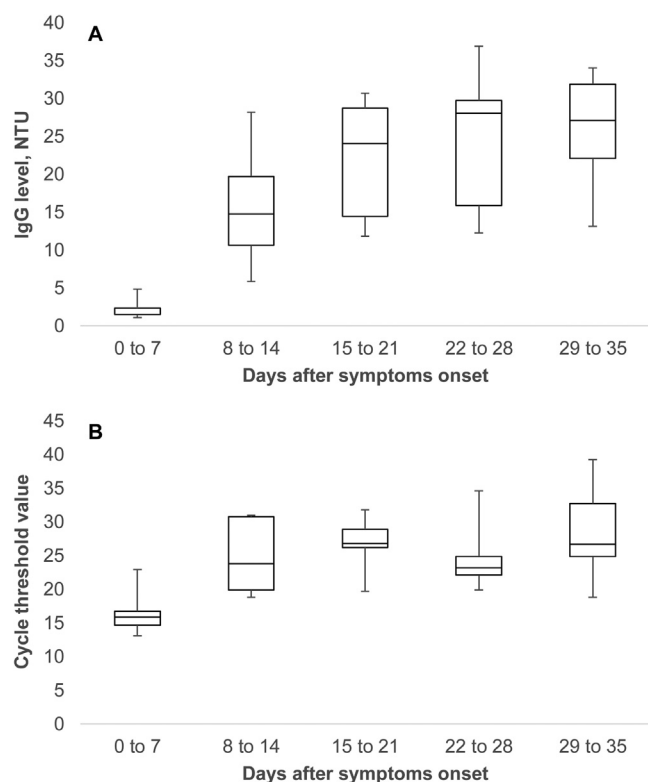 A
IgG level, NTU
40
35
30
25
20
15
10
5
0
0 to 7 8 to 14 15 to 21 22 to 28 29 to 35
Days after symptoms onset
B
Cycle threshold value
45
40
35
30
25
20
15
10
5
0
0 to 7 8 to 14 15 to 21 22 to 28 29 to 35
Days after symptoms onset